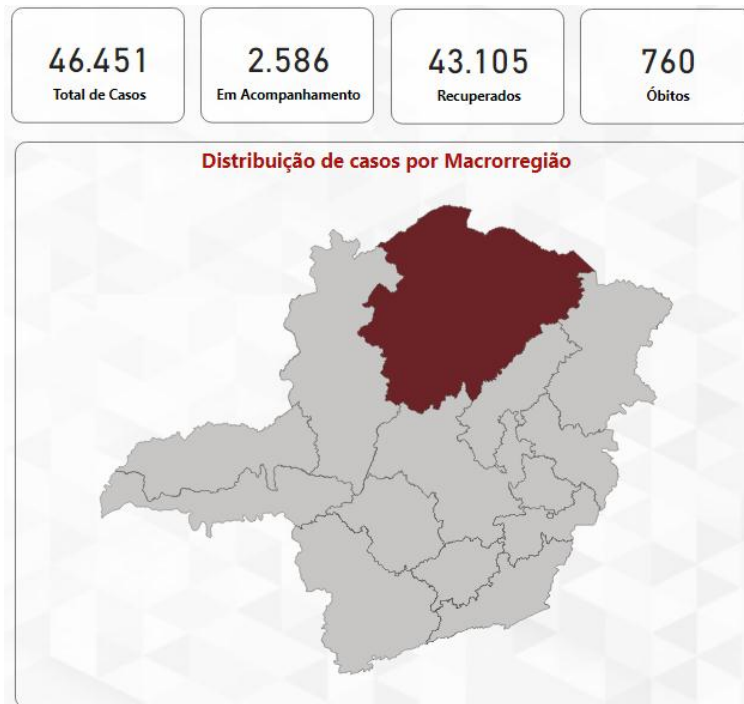 46.451
Total de Casos
2.586
Em Acompanhamento
43.105
Recuperados
760
Óbitos
Distribuição de casos por Macrorregião